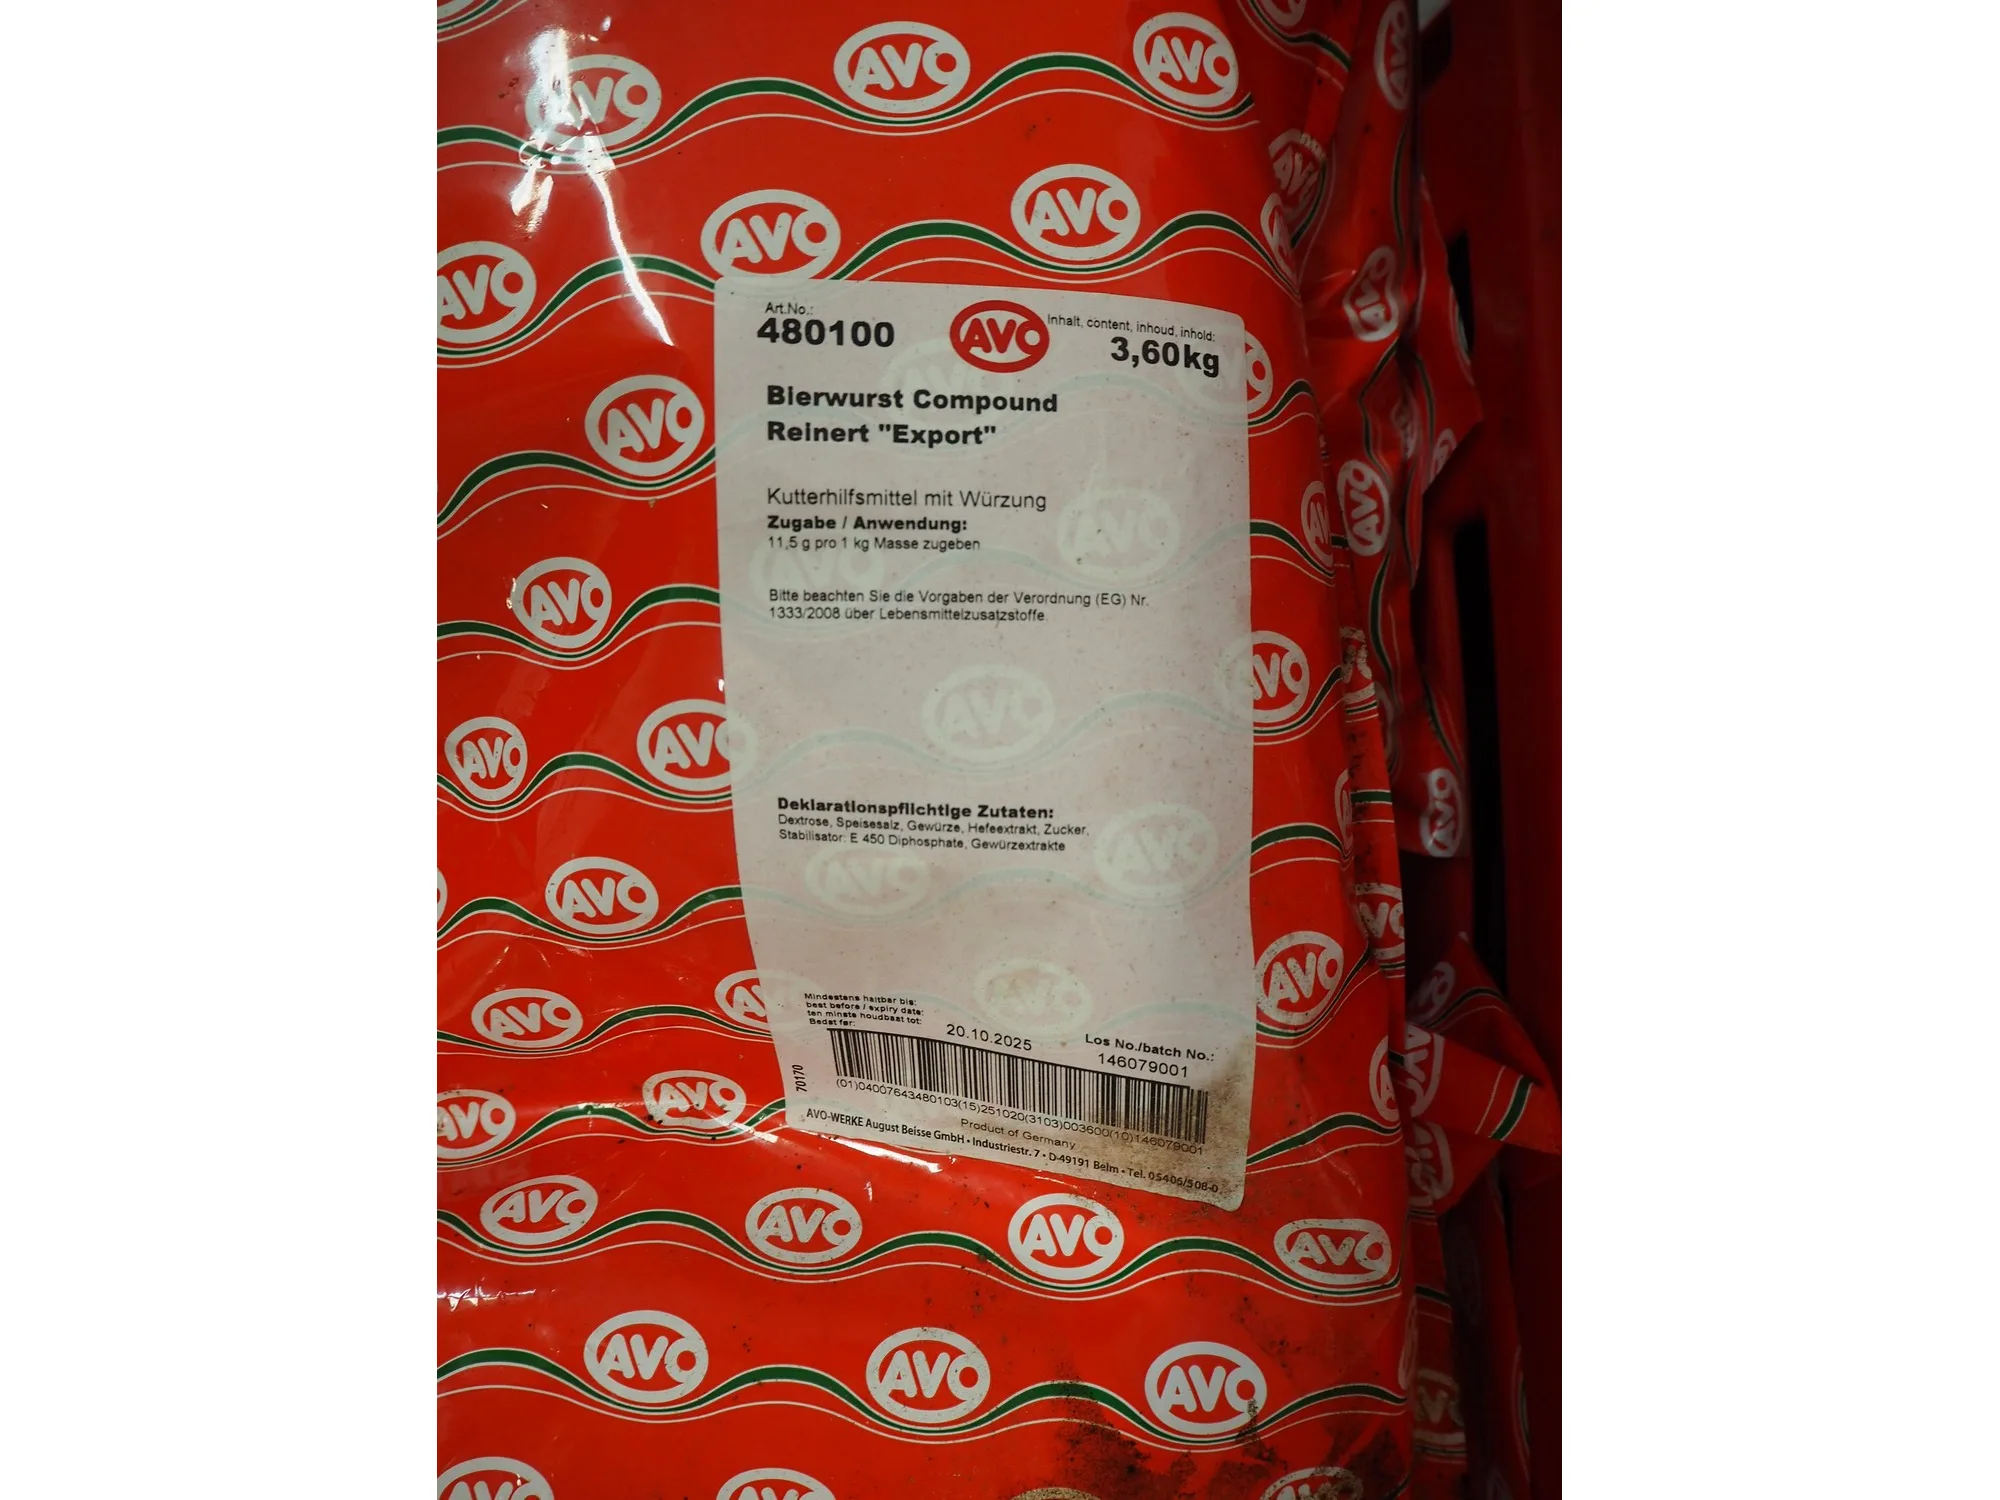 Art.No.:
480100
AVO
Inhalt, content, inhoud, inhold:
3,60kg
Bierwurst Compound
Reinert "Export"
Kutterhilfsmittel mit Würzung
Zugabe / Anwendung:
11,5 g pro 1 kg Masse zugeben
Bitte beachten Sie die Vorgaben der Verordnung (EG) Nr.
1333/2008 über Lebensmittelzusatzstoffe.
Deklarationspflichtige Zutaten:
Dextrose, Speisesalz, Gewürze, Hefeextrakt, Zucker,
Stabilisator: E 450 Diphosphate, Gewürzextrakte
Mindestens haltbar bis:
best before / expiry date:
ten minste houdbaat tot:
Bedst før:
20.10.2025
Los No./batch No.:
146079001
70170
(01)04007643480103(15)251020(3103)003600(10)146079001
Product of Germany
AVO-WERKE August Beisse GmbH • Industriestr. 7 • D-49191 Belm • Tel. 05406/508-0